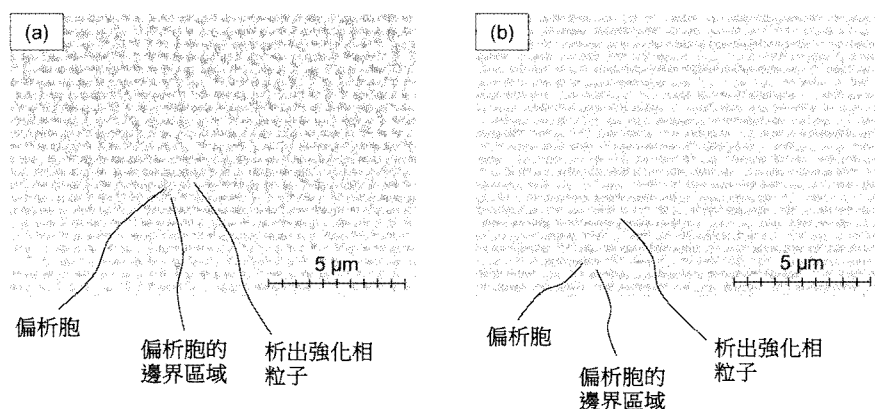 (a)
5 µm
偏析胞
偏析胞的
邊界區域
析出強化相
粒子
(b)
5 µm
偏析胞
偏析胞的
邊界區域
析出強化相
粒子